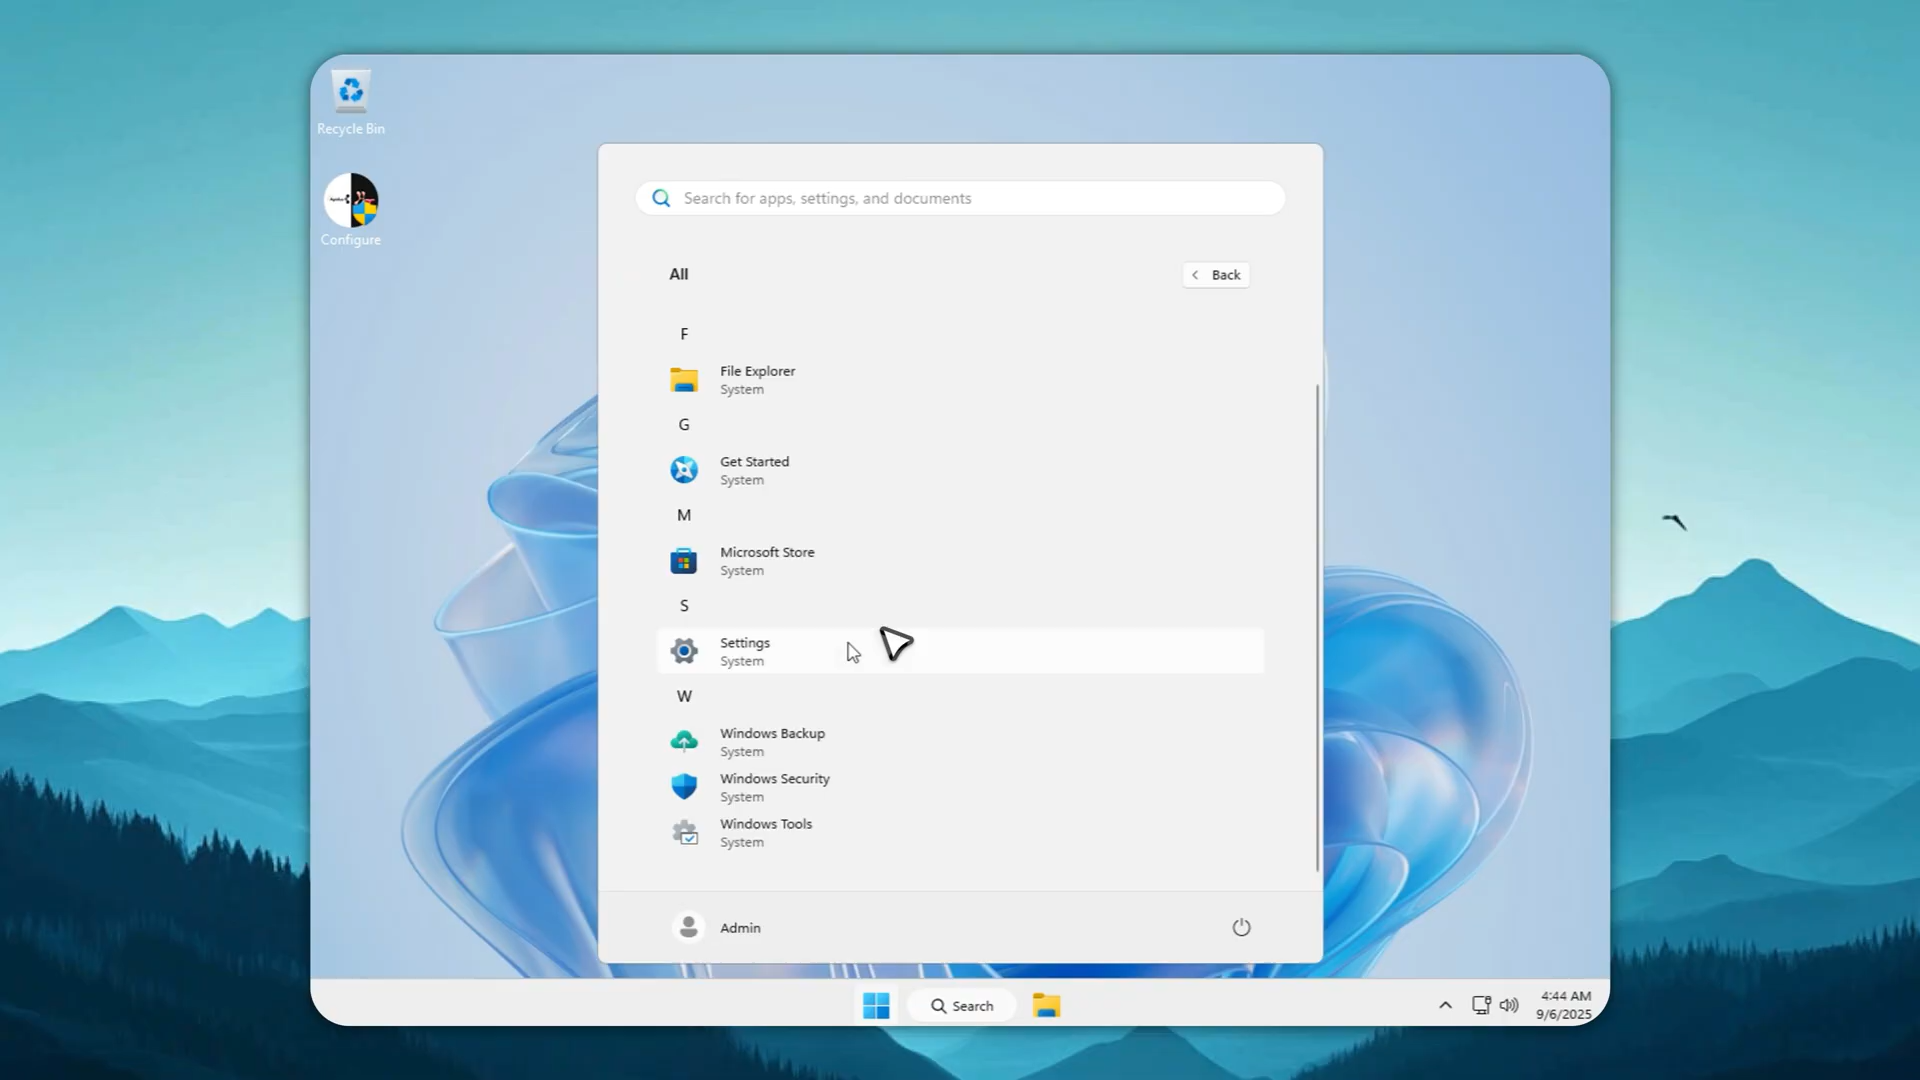 Recycle Bin
Configure
Search for apps, settings, and documents
All
Back
F
File Explorer
System
G
Get Started
System
M
Microsoft Store
System
S
Settings
System
W
Windows Backup
System
Windows Security
System
Windows Tools
System
Admin
Search
4:44 AM
9/6/2025